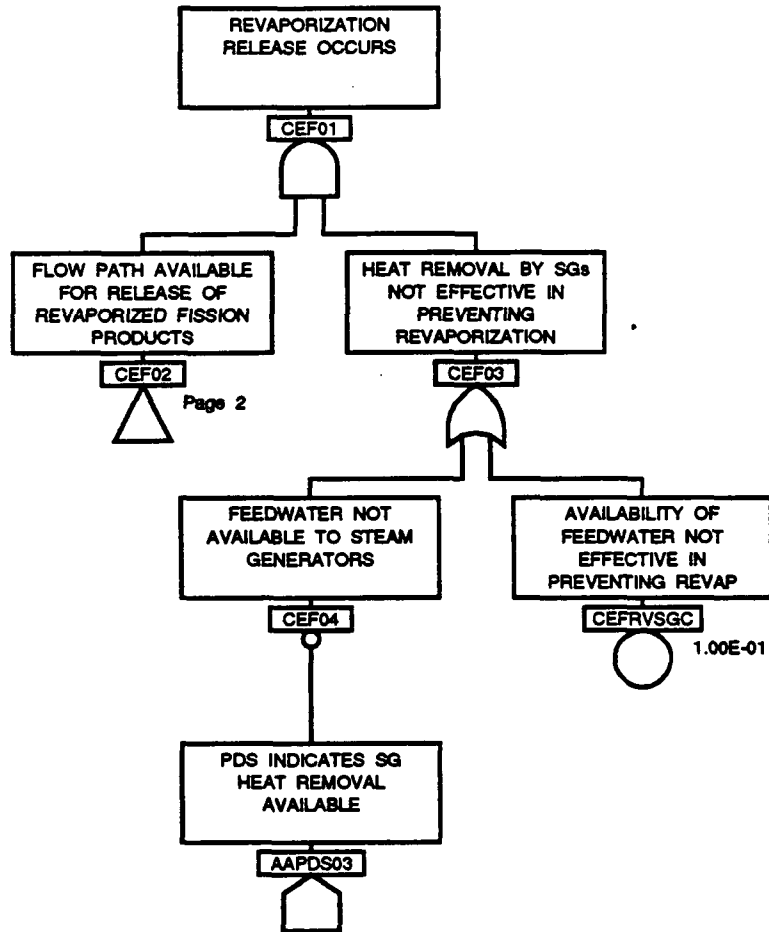 REVAPORIZATION
RELEASE OCCURS
CEF01
FLOW PATH AVAILABLE
FOR RELEASE OF
REVAPORIZED FISSION
PRODUCTS
CEF02
Page 2
HEAT REMOVAL BY SGs
NOT EFFECTIVE IN
PREVENTING
REVAPORIZATION
CEF03
FEEDWATER NOT
AVAILABLE TO STEAM
GENERATORS
CEF04
AVAILABILITY OF
FEEDWATER NOT
EFFECTIVE IN
PREVENTING REVAP
CEFRVSGC
1.00E-01
PDS INDICATES SG
HEAT REMOVAL
AVAILABLE
AAPDS03